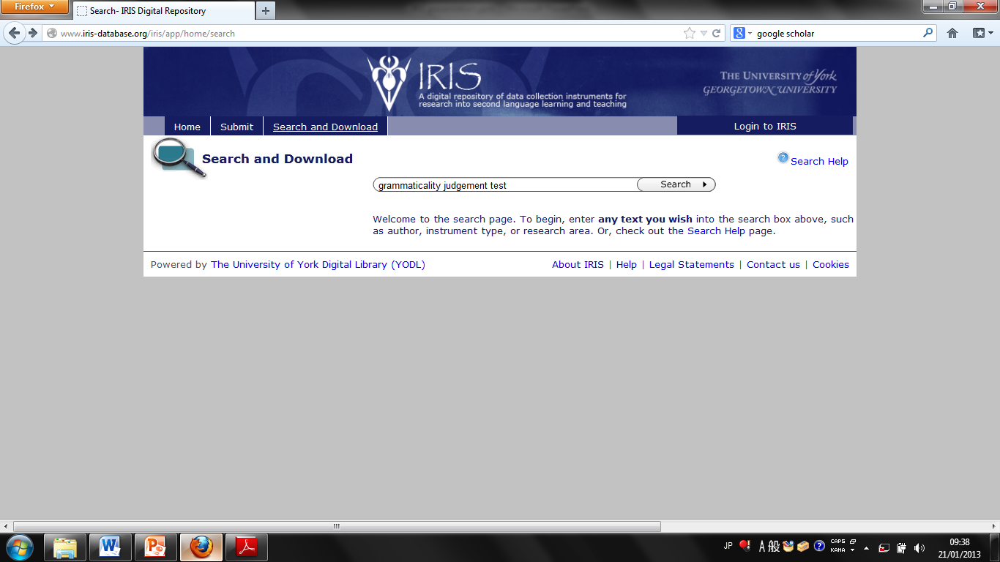 Firefox
Search- IRIS Digital Repository
www.iris-database.org/iris/app/home/search
google scholar
IRIS
A digital repository of data collection instruments for
research into second language learning and teaching
THE UNIVERSITY of York
GEORGETOWN UNIVERSITY
Home
Submit
Search and Download
Login to IRIS
Search and Download
Search Help
grammaticality judgement test
Search
Welcome to the search page. To begin, enter any text you wish into the search box above, such
as author, instrument type, or research area. Or, check out the Search Help page.
Powered by The University of York Digital Library (YODL)
About IRIS | Help | Legal Statements | Contact us | Cookies
JP
A 般
CAPS
KANA
09:38
21/01/2013